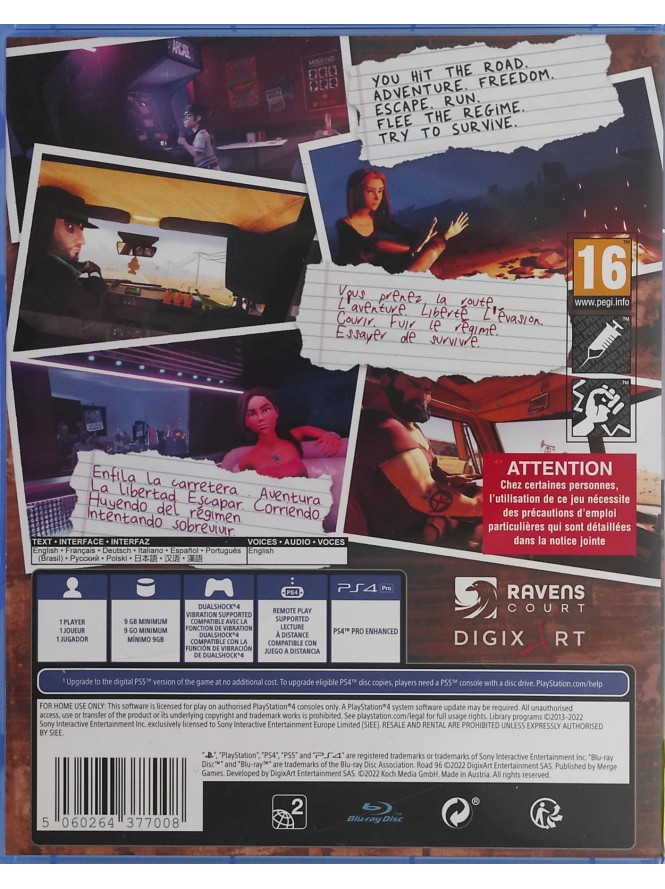 ARCADE
MISSING
YOU HIT THE ROAD.
ADVENTURE. FREEDOM.
ESCAPE. RUN.
FLEE THE REGIME.
TRY TO SURVIVE.
16
www.pegi.info
Vous prenez la route.
L'aventure. Liberté. L'évasion.
Courir. Fuir le régime.
Essayer de survivre.
Enfila la carretera. Aventura
La libertad Escapar. Corriendo
Huyendo del régimen
Intentando sobrevivir.
ATTENTION
Chez certaines personnes,
l'utilisation de ce jeu nécessite
des précautions d'emploi
particulières qui sont détaillées
dans la notice jointe
TEXT • INTERFACE • INTERFAZ
English • Français • Deutsch • Italiano • Español • Português
(Brasil) • Русский • Polski • 日本語 • 汉语 • 漢語
VOICES • AUDIO • VOCES
English
1 PLAYER
1 JOUEUR
1 JUGADOR
9 GB MINIMUM
9 GO MINIMUM
MÍNIMO 9GB
DUALSHOCK®4
VIBRATION SUPPORTED
COMPATIBLE AVEC LA
FONCTION DE VIBRATION
DUALSHOCK®4
COMPATIBLE CON LA
FUNCIÓN DE VIBRACIÓN
DE DUALSHOCK®4
PS4
REMOTE PLAY
SUPPORTED
LECTURE
À DISTANCE
COMPATIBLE CON
JUEGO A DISTANCIA
PS4 Pro
PS4™ PRO ENHANCED
RAVENS
COURT
DIGIXART
¹ Upgrade to the digital PS5™ version of the game at no additional cost. To upgrade eligible PS4™ disc copies, players need a PS5™ console with a disc drive. PlayStation.com/help
FOR HOME USE ONLY: This software is licensed for play on authorised PlayStation®4 consoles only. A PlayStation®4 system software update may be required. All unauthorised
access, use or transfer of the product or its underlying copyright and trademark works is prohibited. See playstation.com/legal for full usage rights. Library programs ©2013-2022
Sony Interactive Entertainment Inc. exclusively licensed to Sony Interactive Entertainment Europe Limited (SIEE). RESALE AND RENTAL ARE PROHIBITED UNLESS EXPRESSLY AUTHORISED
BY SIEE.
"PlayStation", "PS4", "PS5" and "PS4" are registered trademarks or trademarks of Sony Interactive Entertainment Inc. "Blu-ray
Disc™" and "Blu-ray™" are trademarks of the Blu-ray Disc Association. Road 96 ©2022 DigixArt Entertainment SAS. Published by Merge
Games. Developed by DigixArt Entertainment SAS. ©2022 Koch Media GmbH. Made in Austria. All rights reserved.
5 060264 377008
2
Blu-ray Disc™